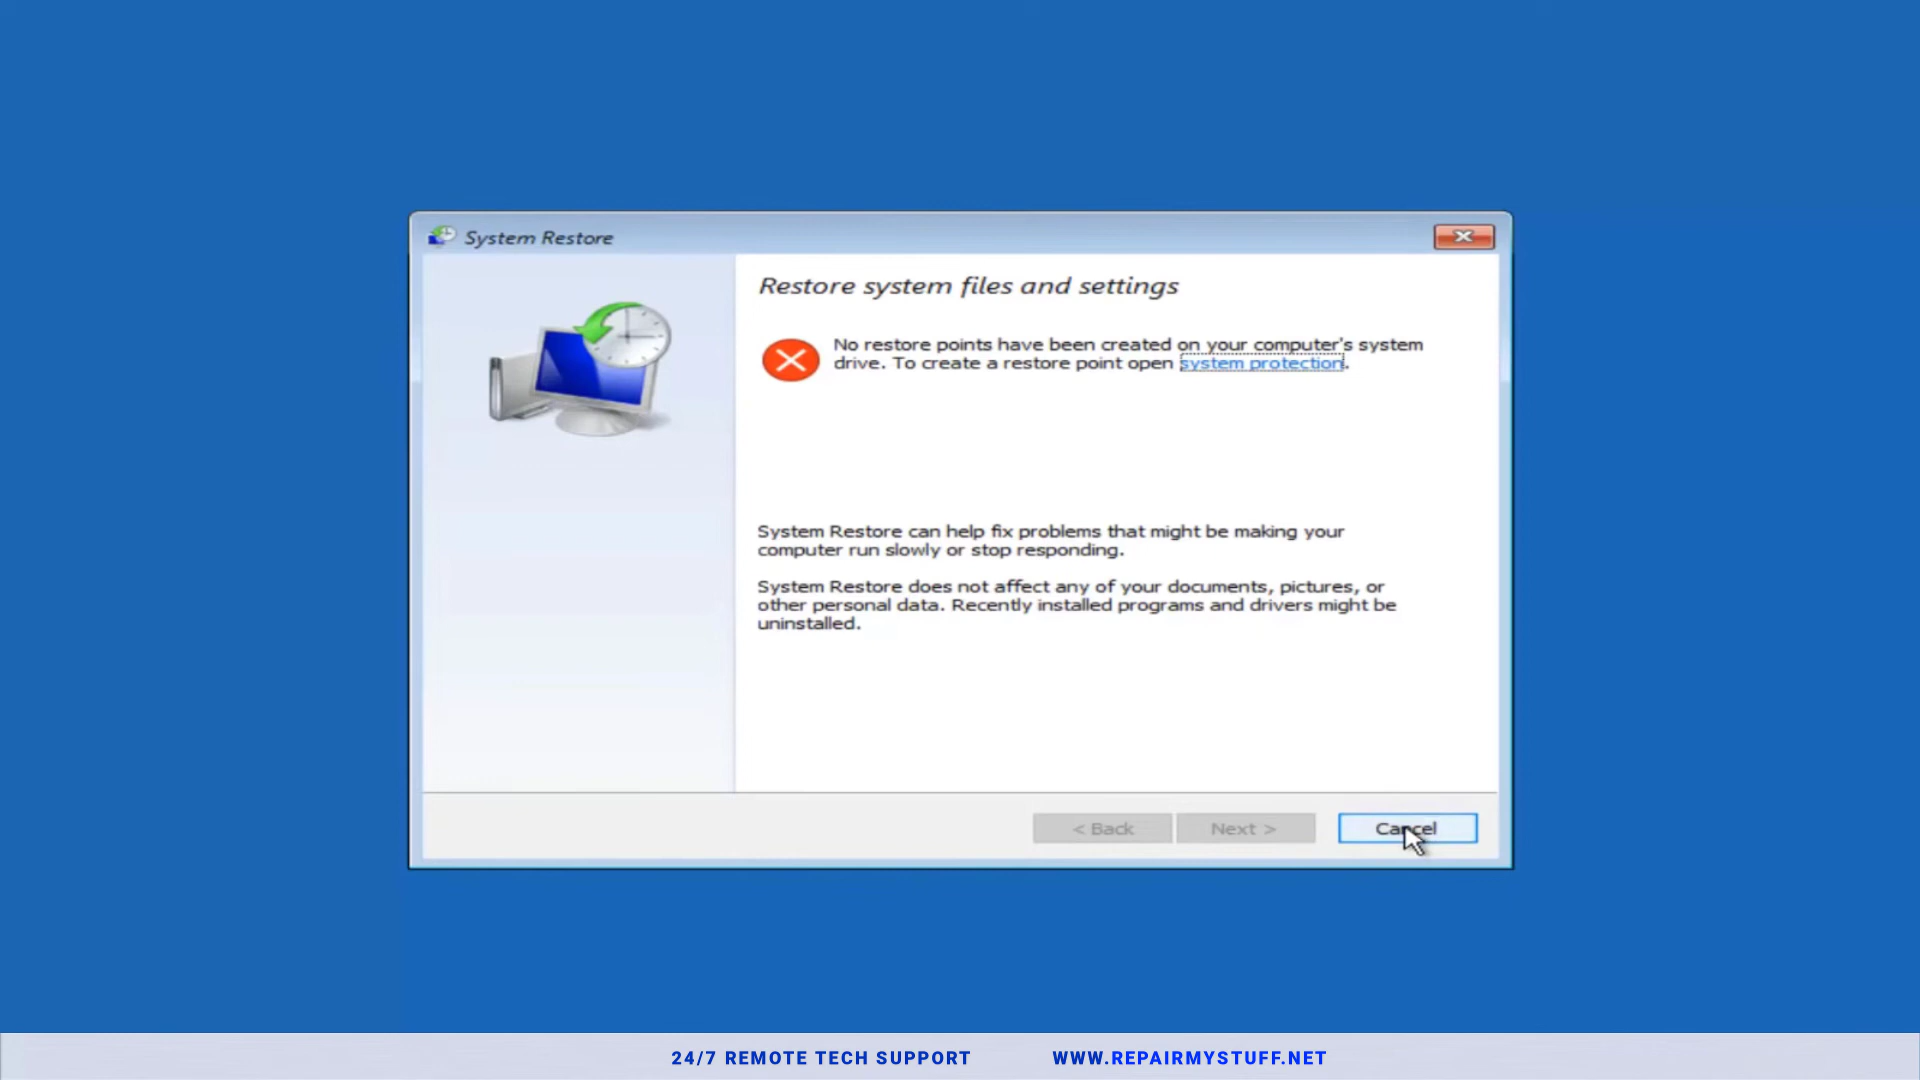 System Restore
Restore system files and settings
No restore points have been created on your computer's system
drive. To create a restore point open system protection.
System Restore can help fix problems that might be making your
computer run slowly or stop responding.
System Restore does not affect any of your documents, pictures, or
other personal data. Recently installed programs and drivers might be
uninstalled.
< Back Next > Cancel
24/7 REMOTE TECH SUPPORT WWW.REPAIRMYSTUFF.NET